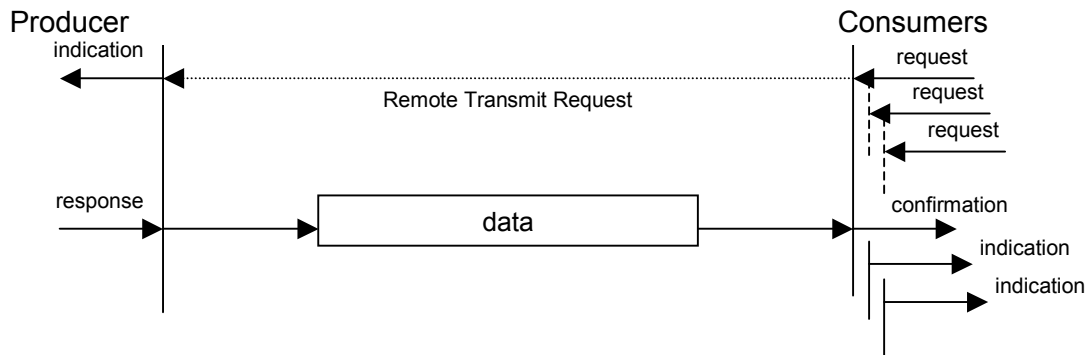 Producer
Consumers
indication
request
Remote Transmit Request
request
request
response
data
confirmation
indication
indication